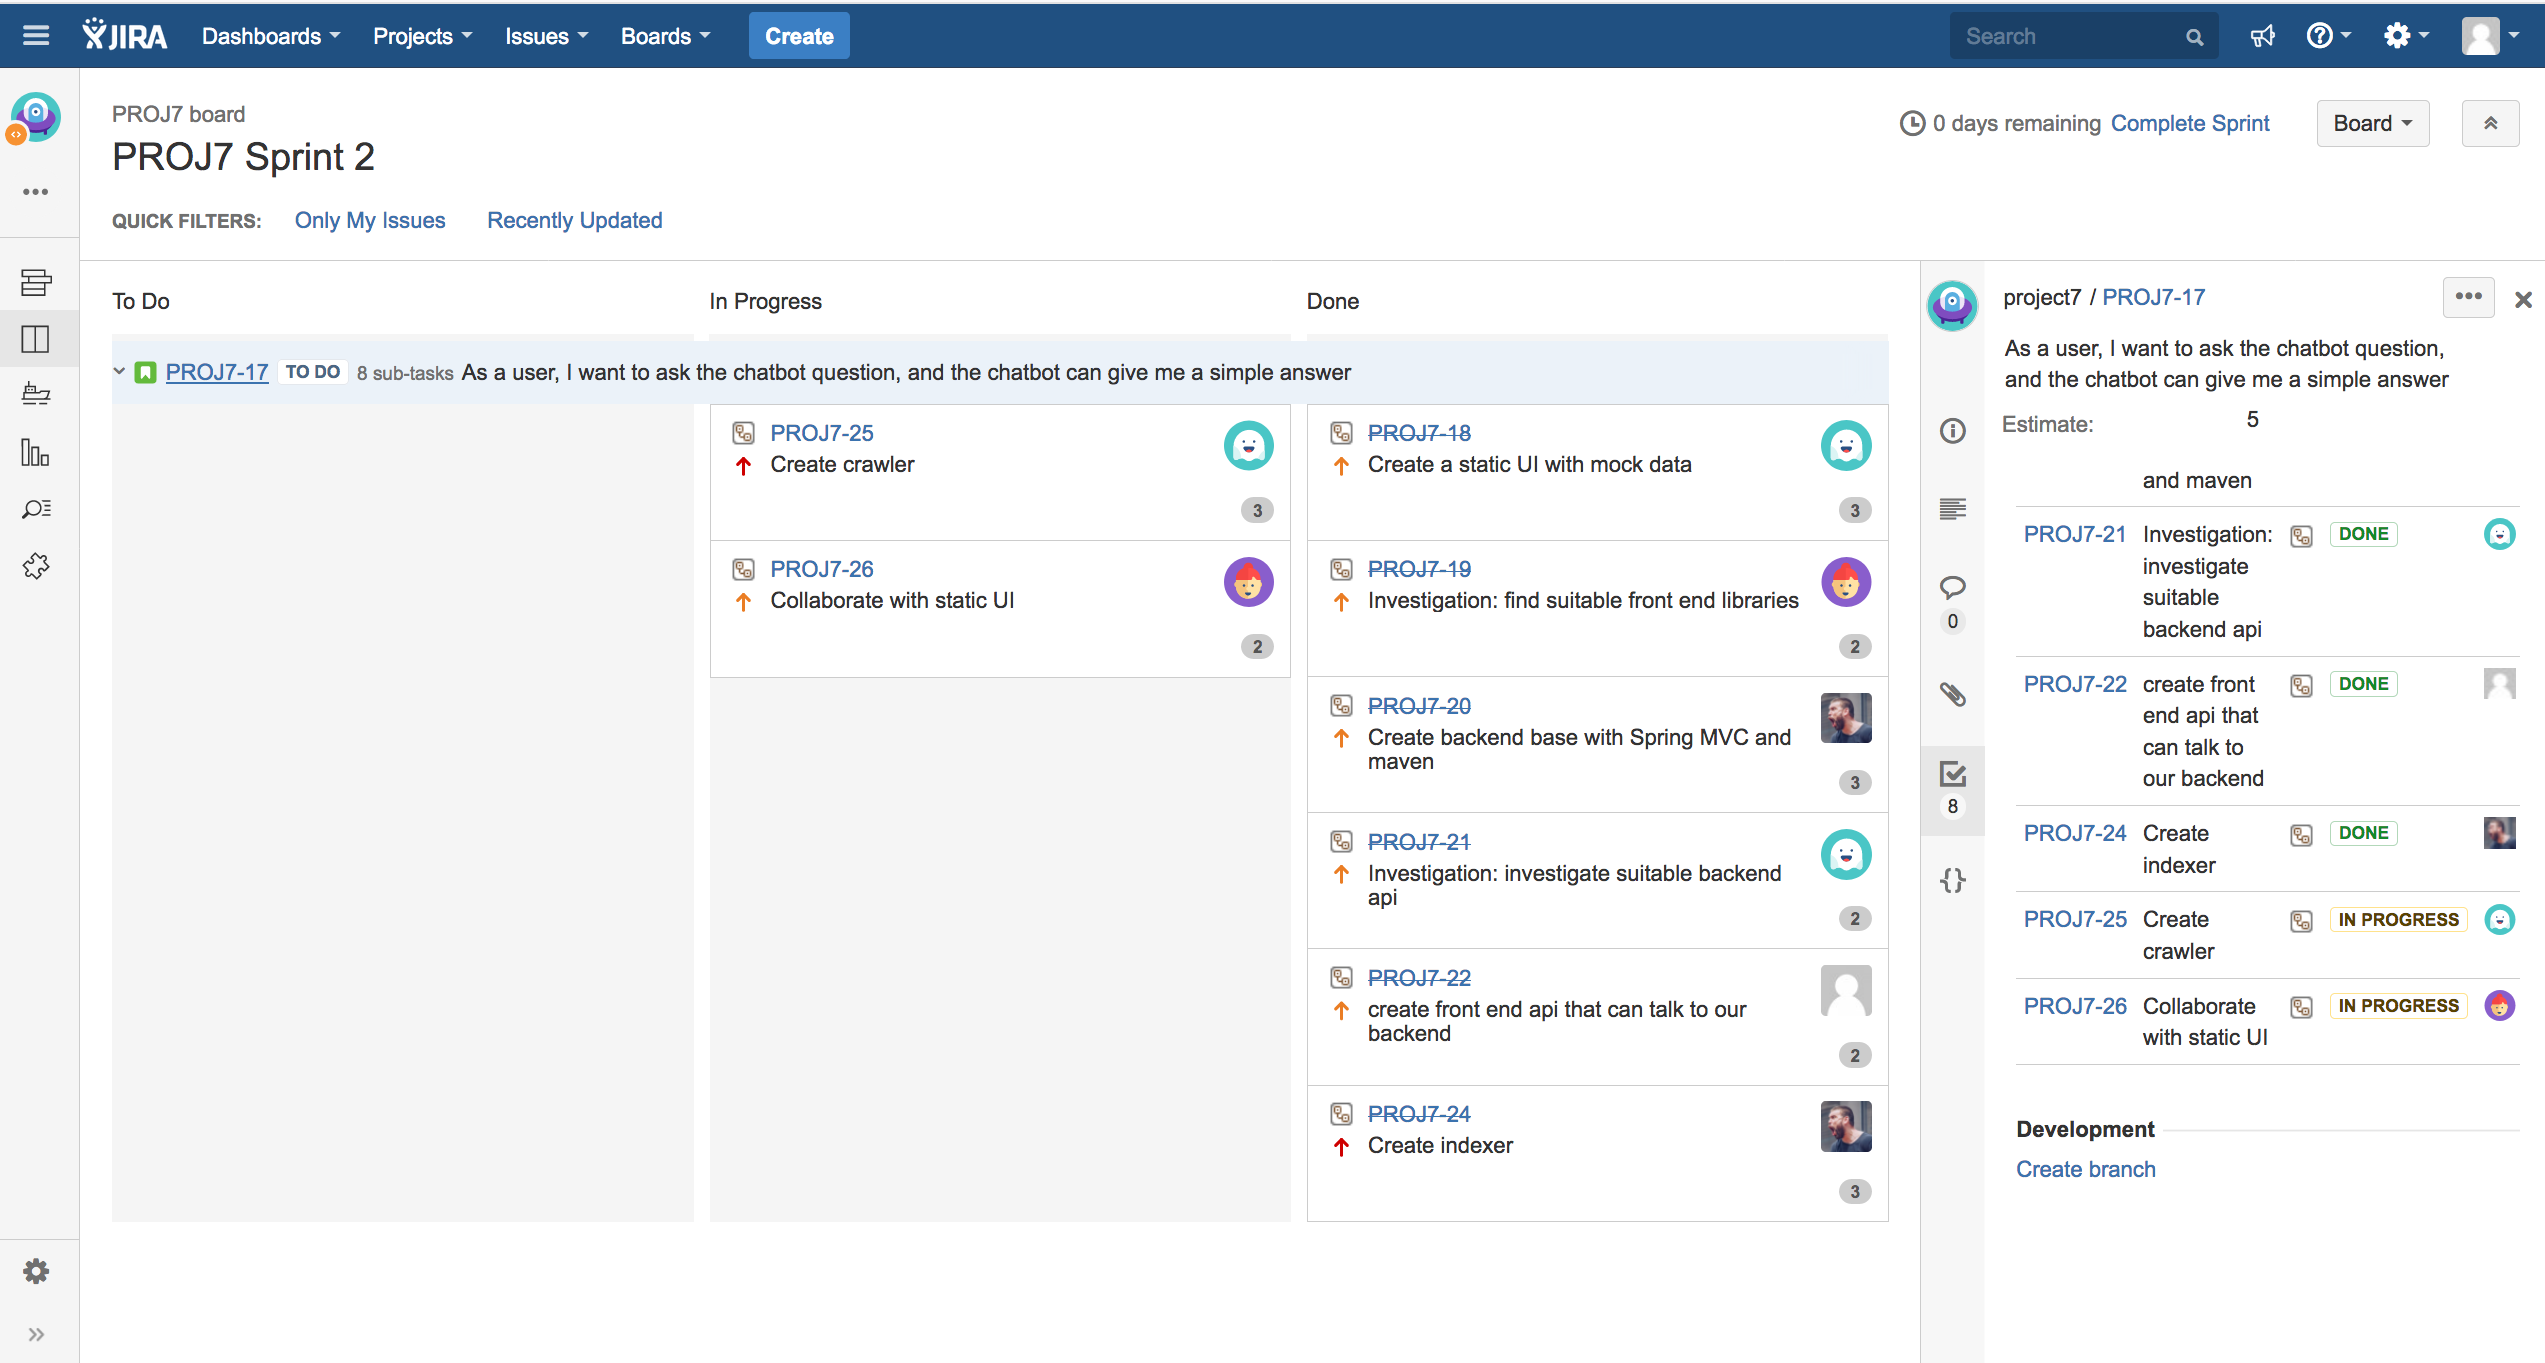 JIRA Dashboards Projects Issues Boards Create Search
PROJ7 board
PROJ7 Sprint 2
0 days remaining Complete Sprint Board
QUICK FILTERS: Only My Issues Recently Updated
To Do In Progress Done
PROJ7-17 TO DO 8 sub-tasks As a user, I want to ask the chatbot question, and the chatbot can give me a simple answer
PROJ7-25
Create crawler
3
PROJ7-26
Collaborate with static UI
2
PROJ7-18
Create a static UI with mock data
3
PROJ7-19
Investigation: find suitable front end libraries
2
PROJ7-20
Create backend base with Spring MVC and
maven
3
PROJ7-21
Investigation: investigate suitable backend
api
2
PROJ7-22
create front end api that can talk to our
backend
2
PROJ7-24
Create indexer
3
0
8
project7 / PROJ7-17
As a user, I want to ask the chatbot question,
and the chatbot can give me a simple answer
Estimate: 5
and maven
PROJ7-21 Investigation: DONE
investigate
suitable
backend api
PROJ7-22 create front DONE
end api that
can talk to
our backend
PROJ7-24 Create DONE
indexer
PROJ7-25 Create IN PROGRESS
crawler
PROJ7-26 Collaborate IN PROGRESS
with static UI
Development
Create branch